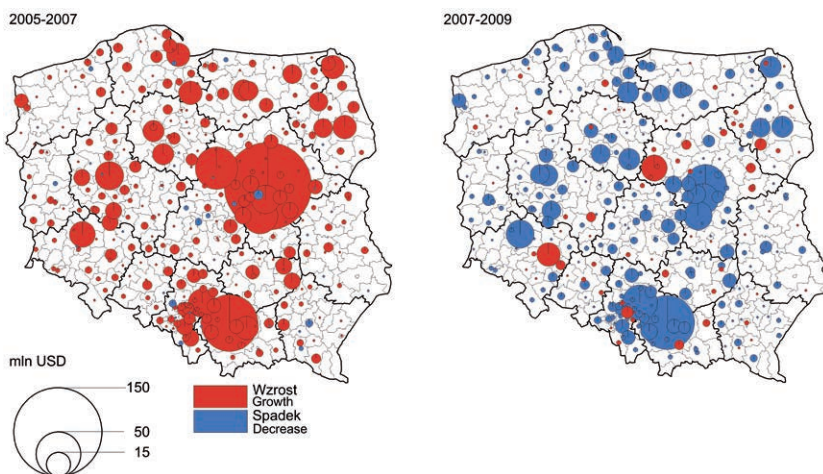 2005-2007
2007-2009
mln USD
150
50
15
Wzrost
Growth
Spadek
Decrease